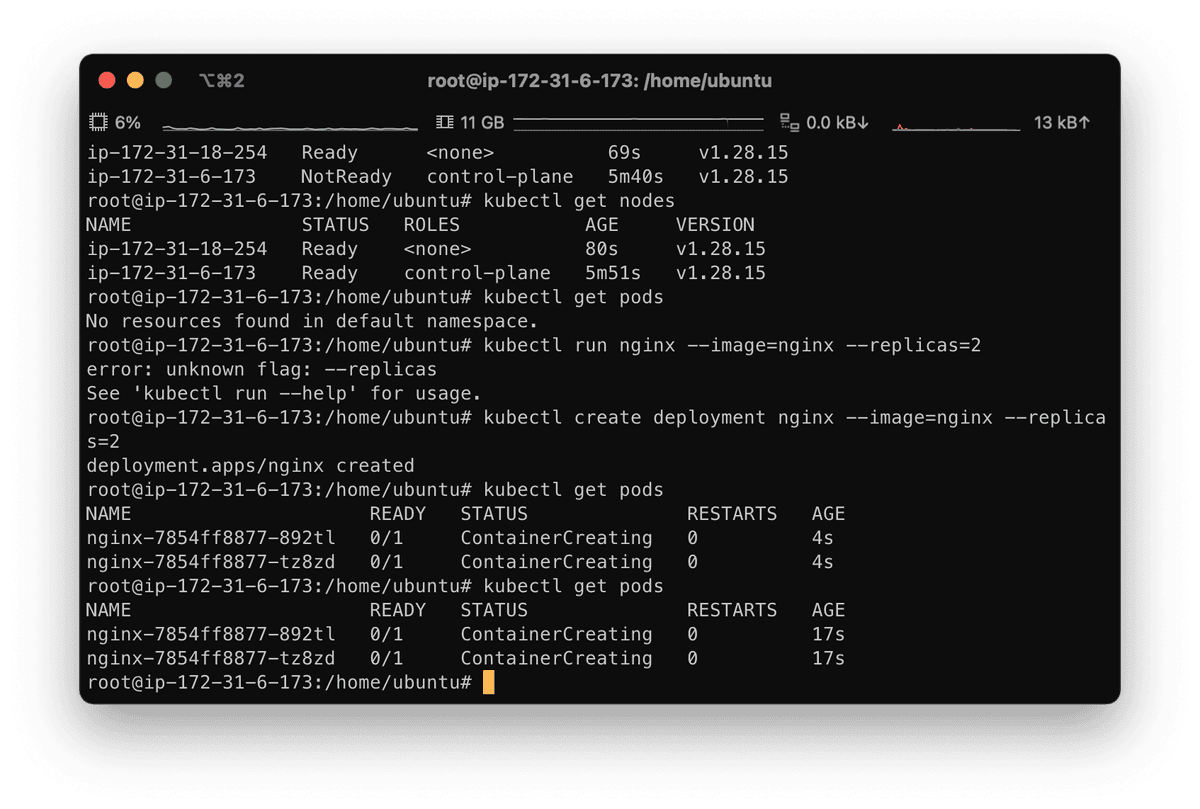 ⌥⌘2
root@ip-172-31-6-173: /home/ubuntu
6% 11 GB 0.0 kB↓ 13 kB↑
ip-172-31-18-254   Ready      <none>          69s     v1.28.15
ip-172-31-6-173    NotReady   control-plane   5m40s   v1.28.15
root@ip-172-31-6-173:/home/ubuntu# kubectl get nodes
NAME               STATUS   ROLES           AGE     VERSION
ip-172-31-18-254   Ready    <none>          80s     v1.28.15
ip-172-31-6-173    Ready    control-plane   5m51s   v1.28.15
root@ip-172-31-6-173:/home/ubuntu# kubectl get pods
No resources found in default namespace.
root@ip-172-31-6-173:/home/ubuntu# kubectl run nginx --image=nginx --replicas=2
error: unknown flag: --replicas
See 'kubectl run --help' for usage.
root@ip-172-31-6-173:/home/ubuntu# kubectl create deployment nginx --image=nginx --replica
s=2
deployment.apps/nginx created
root@ip-172-31-6-173:/home/ubuntu# kubectl get pods
NAME                     READY   STATUS              RESTARTS   AGE
nginx-7854ff8877-892tl   0/1     ContainerCreating   0          4s
nginx-7854ff8877-tz8zd   0/1     ContainerCreating   0          4s
root@ip-172-31-6-173:/home/ubuntu# kubectl get pods
NAME                     READY   STATUS              RESTARTS   AGE
nginx-7854ff8877-892tl   0/1     ContainerCreating   0          17s
nginx-7854ff8877-tz8zd   0/1     ContainerCreating   0          17s
root@ip-172-31-6-173:/home/ubuntu#